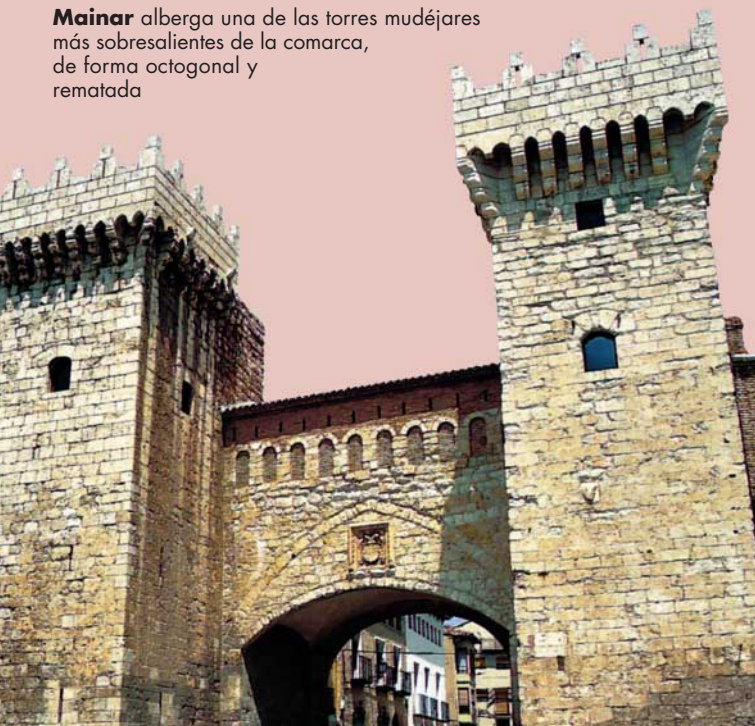 Mainar alberga una de las torres mudéjares
más sobresalientes de la comarca,
de forma octogonal y
rematada